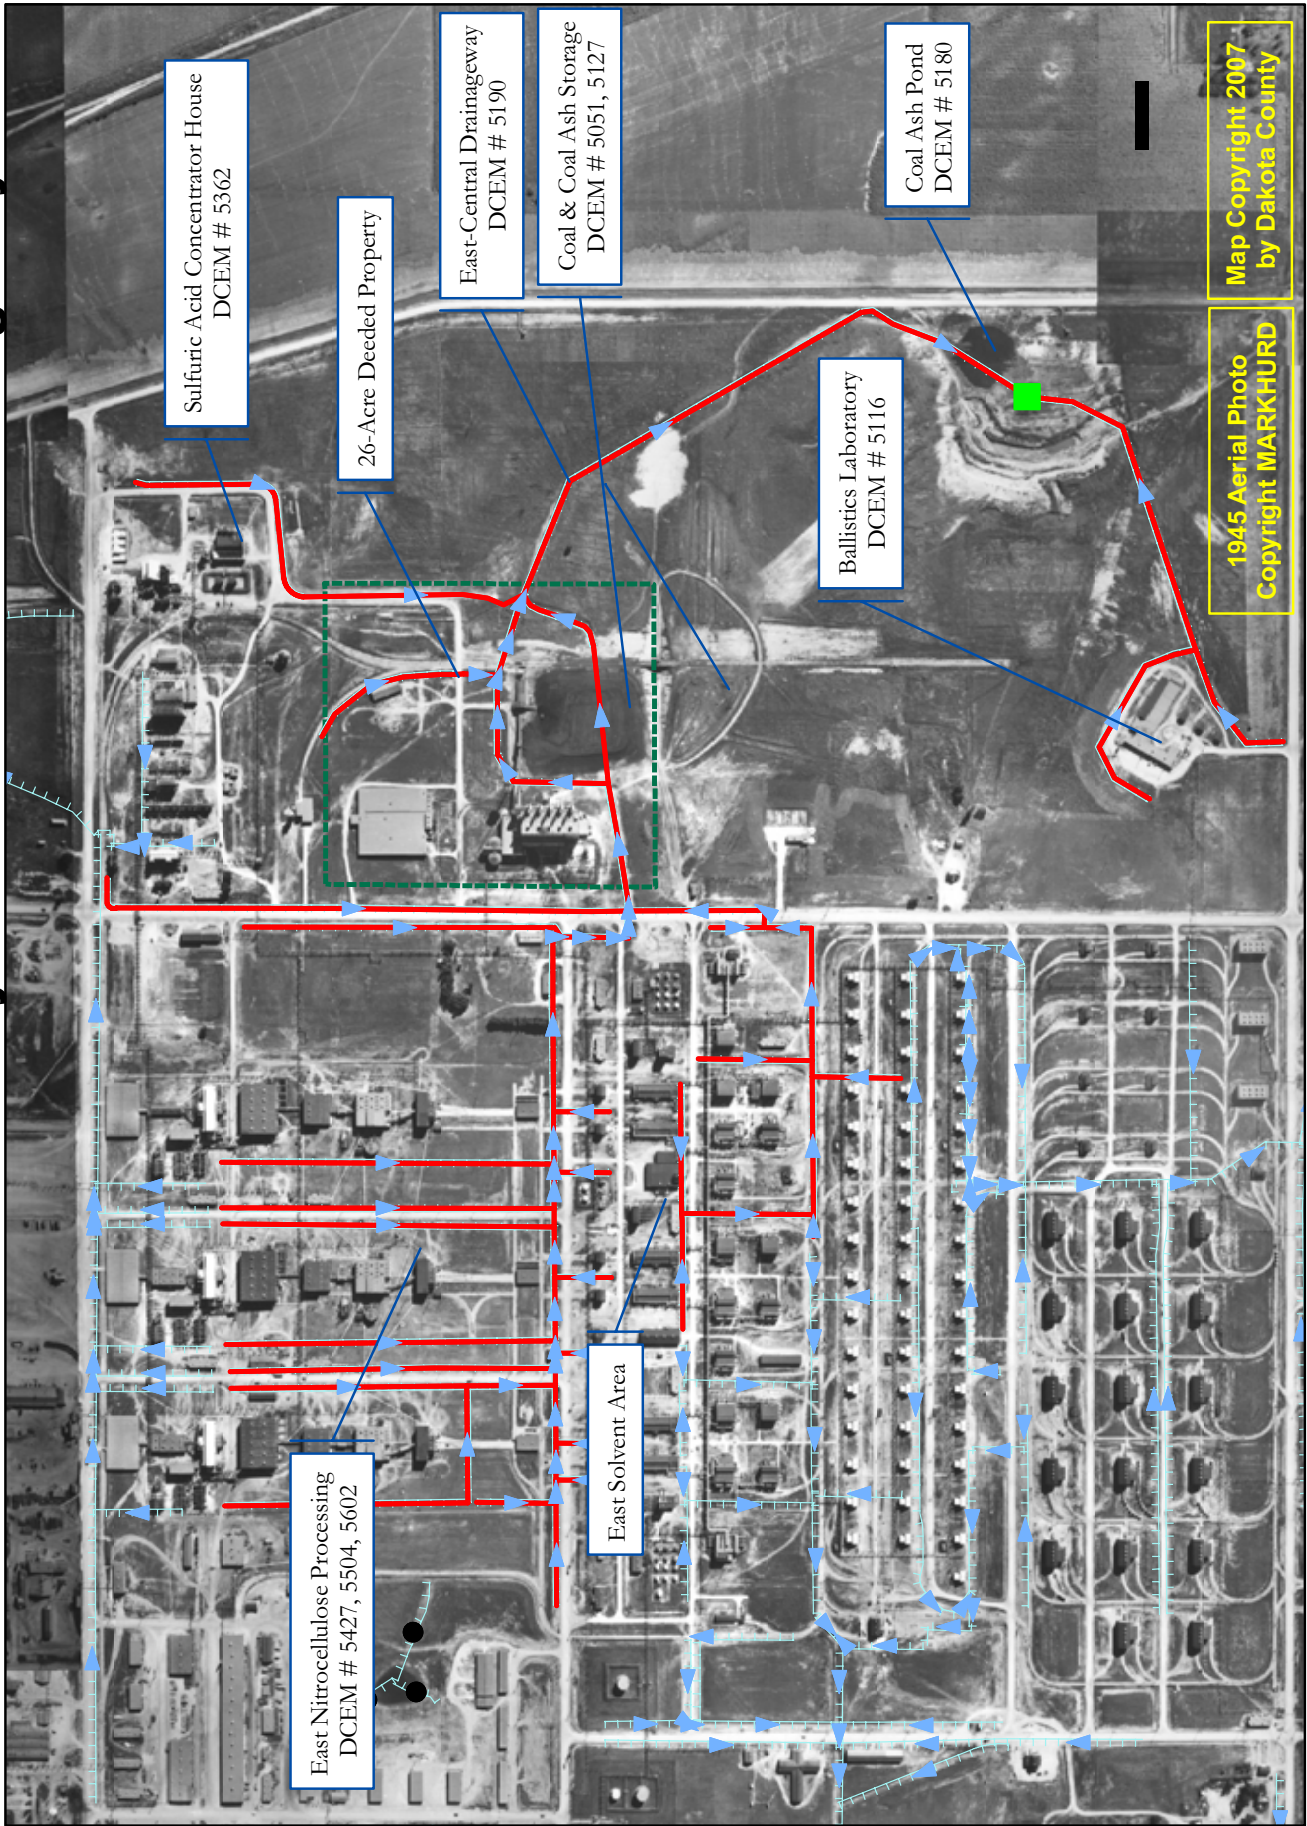 Sulfuric Acid Concentrator House
DCEM # 5362
26-Acre Deeded Property
East-Central Drainageway
DCEM # 5190
Coal & Coal Ash Storage
DCEM # 5051, 5127
Coal Ash Pond
DCEM # 5180
Ballistics Laboratory
DCEM # 5116
East Nitrocellulose Processing
DCEM # 5427, 5504, 5602
East Solvent Area
1945 Aerial Photo
Copyright MARKHURD
Map Copyright 2007
by Dakota County